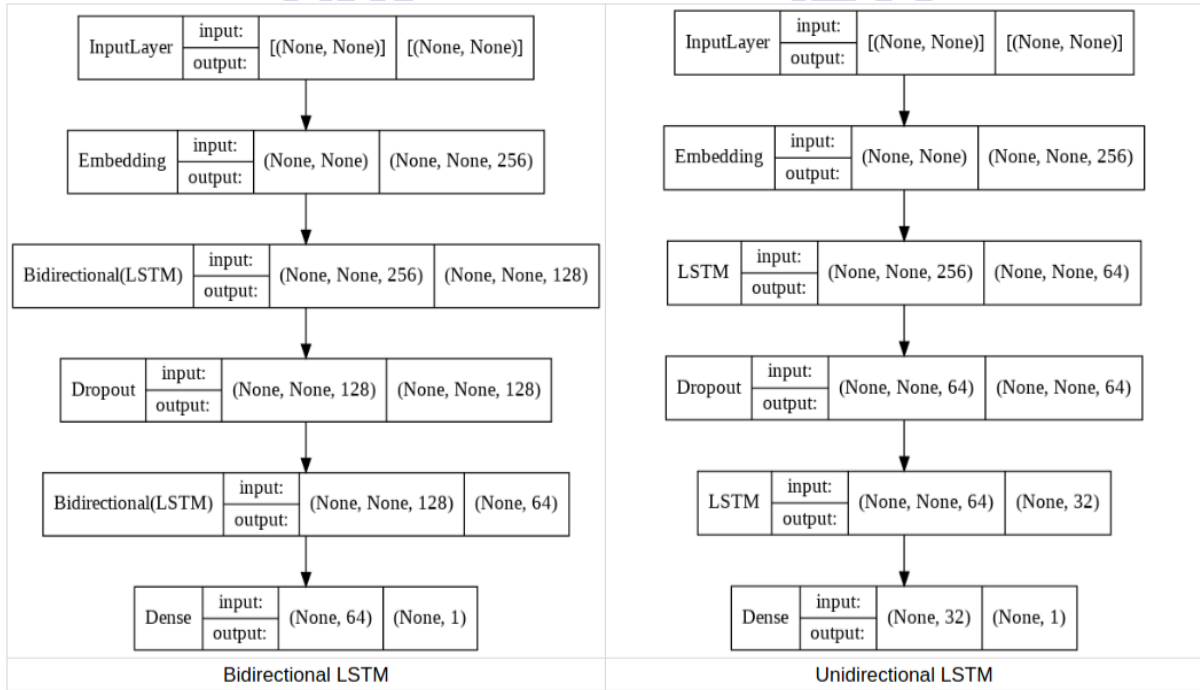 InputLayer input: output: [(None, None)] [(None, None)]
Embedding input: output: (None, None) (None, None, 256)
Bidirectional(LSTM) input: output: (None, None, 256) (None, None, 128)
Dropout input: output: (None, None, 128) (None, None, 128)
Bidirectional(LSTM) input: output: (None, None, 128) (None, 64)
Dense input: output: (None, 64) (None, 1)
Bidirectional LSTM
InputLayer input: output: [(None, None)] [(None, None)]
Embedding input: output: (None, None) (None, None, 256)
LSTM input: output: (None, None, 256) (None, None, 64)
Dropout input: output: (None, None, 64) (None, None, 64)
LSTM input: output: (None, None, 64) (None, 32)
Dense input: output: (None, 32) (None, 1)
Unidirectional LSTM